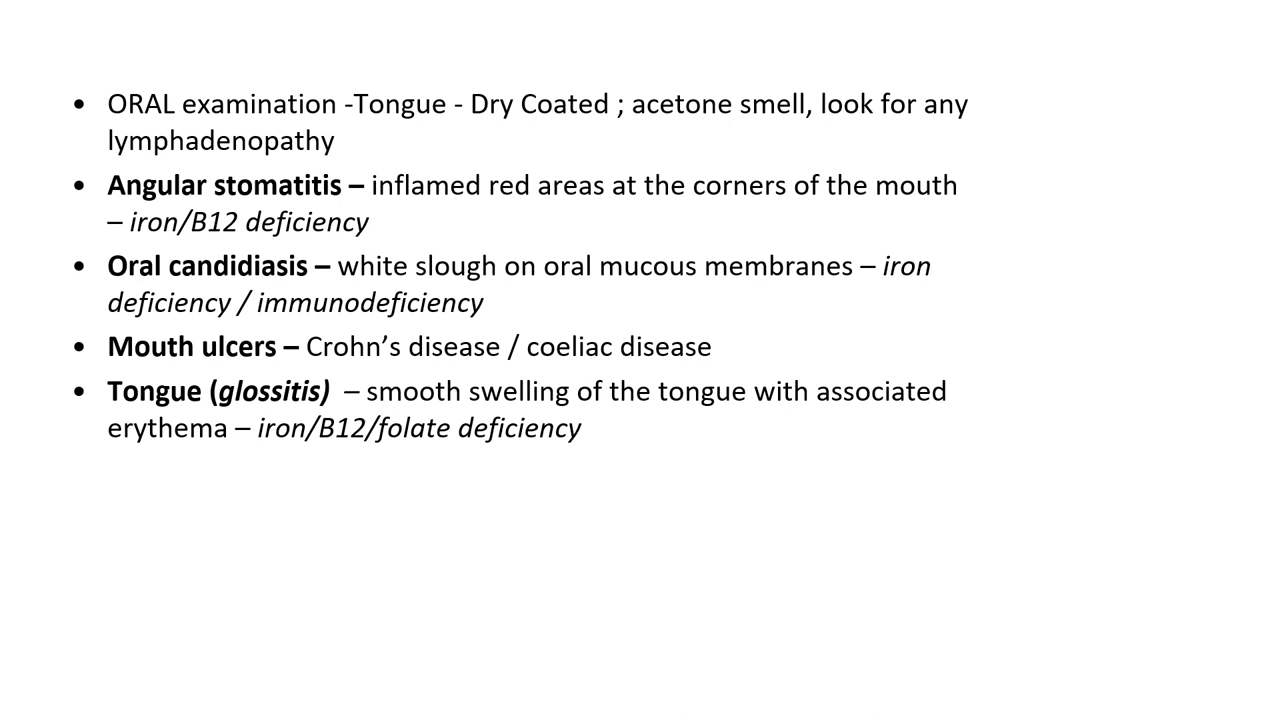 • ORAL examination -Tongue - Dry Coated ; acetone smell, look for any
lymphadenopathy
• Angular stomatitis – inflamed red areas at the corners of the mouth
– iron/B12 deficiency
• Oral candidiasis – white slough on oral mucous membranes – iron
deficiency / immunodeficiency
• Mouth ulcers – Crohn’s disease / coeliac disease
• Tongue (glossitis)  – smooth swelling of the tongue with associated
erythema – iron/B12/folate deficiency